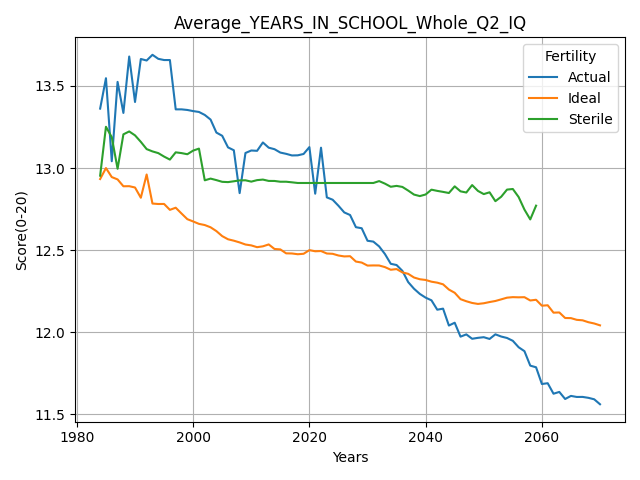 Average_YEARS_IN_SCHOOL_Whole_Q2_IQ
Fertility
Actual
Ideal
Sterile
Score(0-20)
13.5
13.0
12.5
12.0
11.5
1980 2000 2020 2040 2060
Years